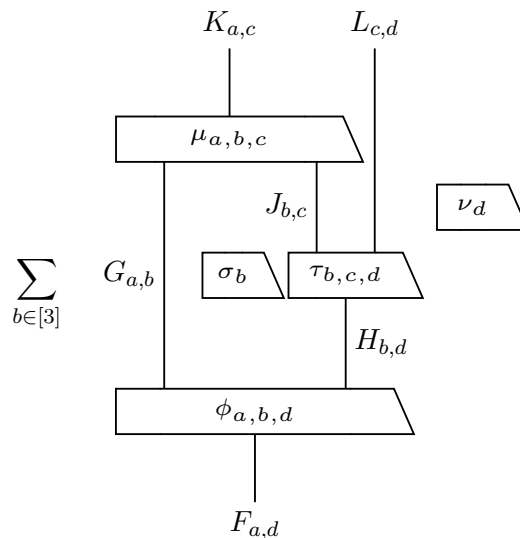 K_{a,c} L_{c,d}
μ_{a,b,c}
J_{b,c} ν_d
∑_{b∈[3]} G_{a,b} σ_b τ_{b,c,d}
H_{b,d}
ϕ_{a,b,d}
F_{a,d}